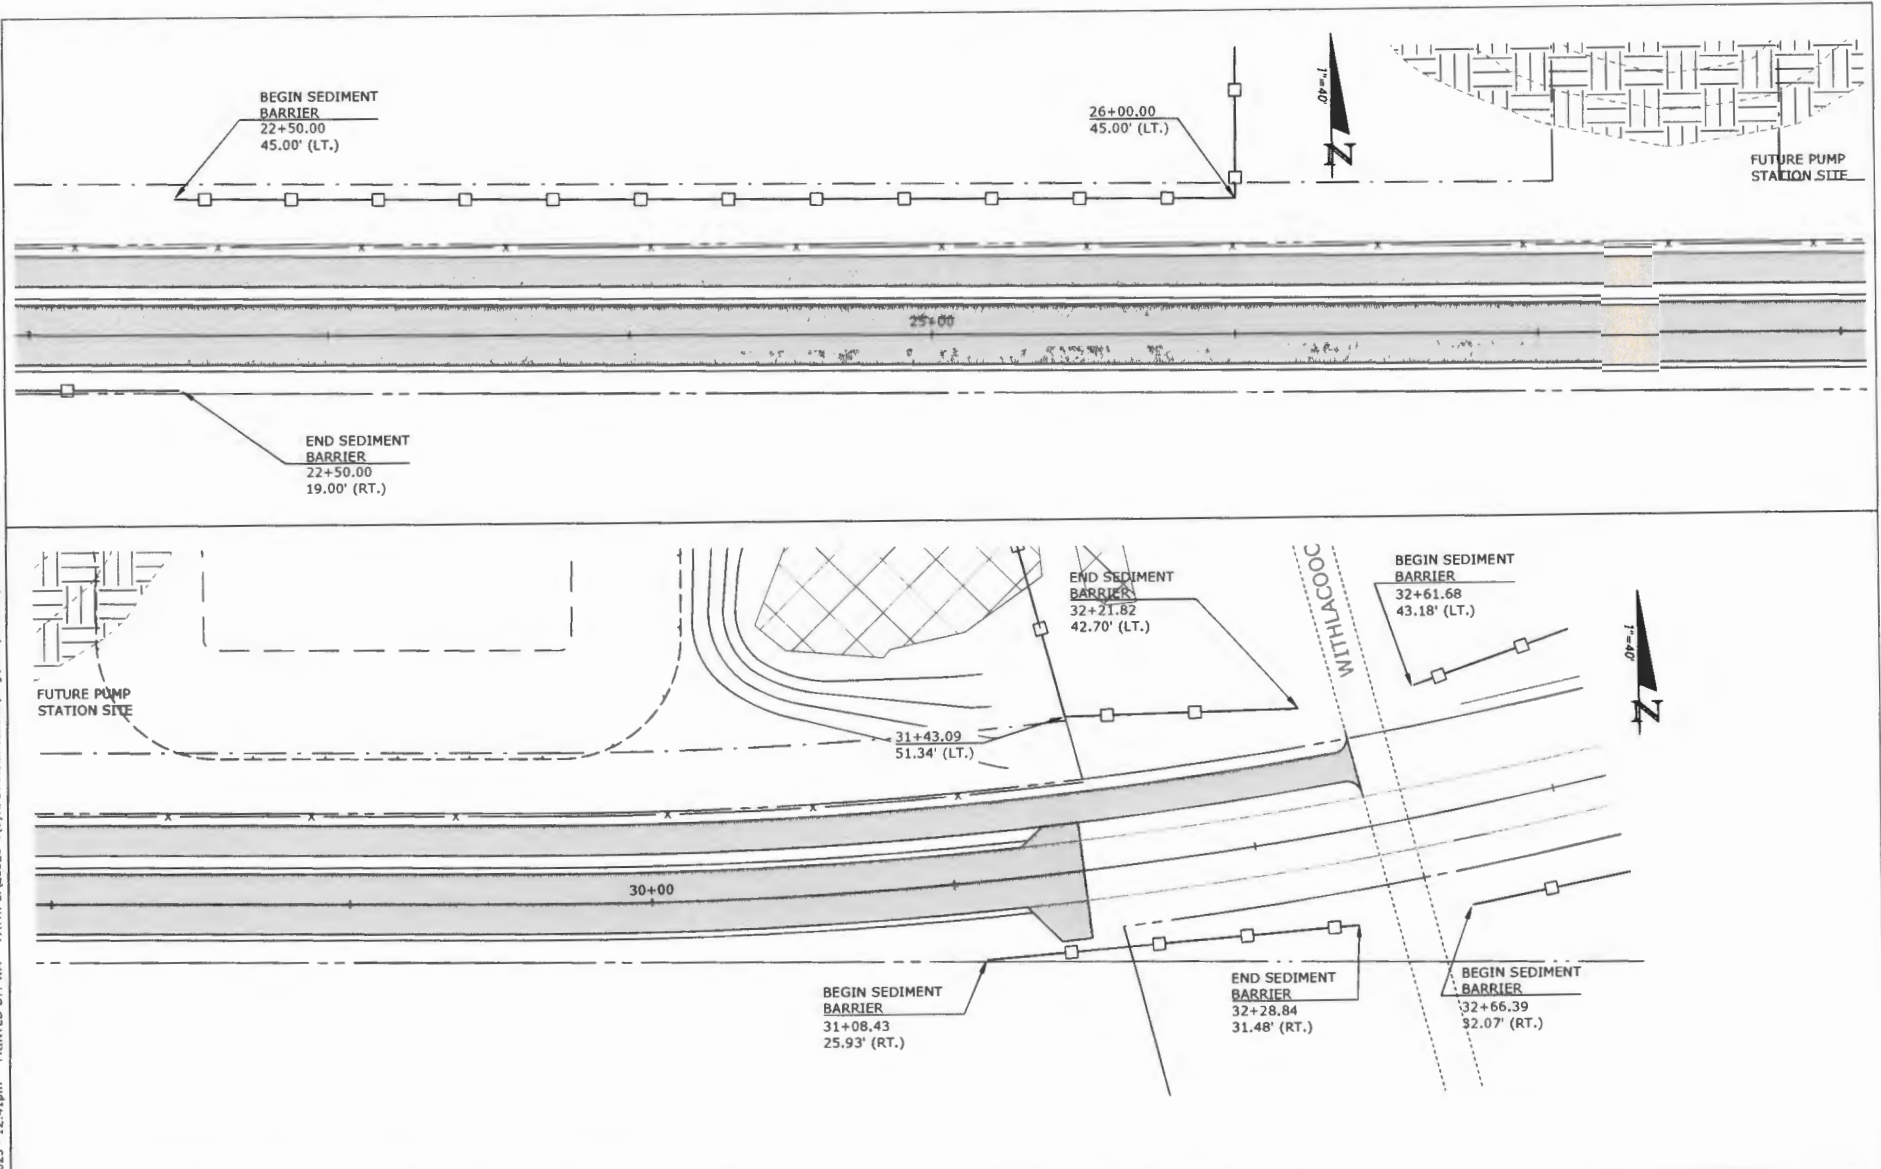 BEGIN SEDIMENT
BARRIER
22+50.00
45.00' (LT.)
26+00.00
45.00' (LT.)
1"=40'
N
FUTURE PUMP
STATION SITE
25+00
END SEDIMENT
BARRIER
22+50.00
19.00' (RT.)
END SEDIMENT
BARRIER
32+21.82
42.70' (LT.)
WITHLACOOC
BEGIN SEDIMENT
BARRIER
32+61.68
43.18' (LT.)
1"=40'
N
FUTURE PUMP
STATION SITE
31+43.09
51.34' (LT.)
30+00
BEGIN SEDIMENT
BARRIER
31+08.43
25.93' (RT.)
END SEDIMENT
BARRIER
32+28.84
31.48' (RT.)
BEGIN SEDIMENT
BARRIER
32+66.39
32.07' (RT.)
12:41pm